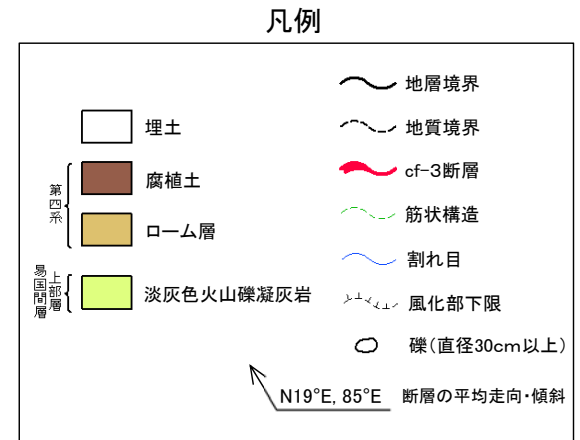 凡例
埋土
第四系
腐植土
ローム層
易国間層
上部層
淡灰色火山礫凝灰岩
地層境界
地質境界
cf-3断層
筋状構造
割れ目
風化部下限
礫(直径30cm以上)
N19°E, 85°E 断層の平均走向・傾斜